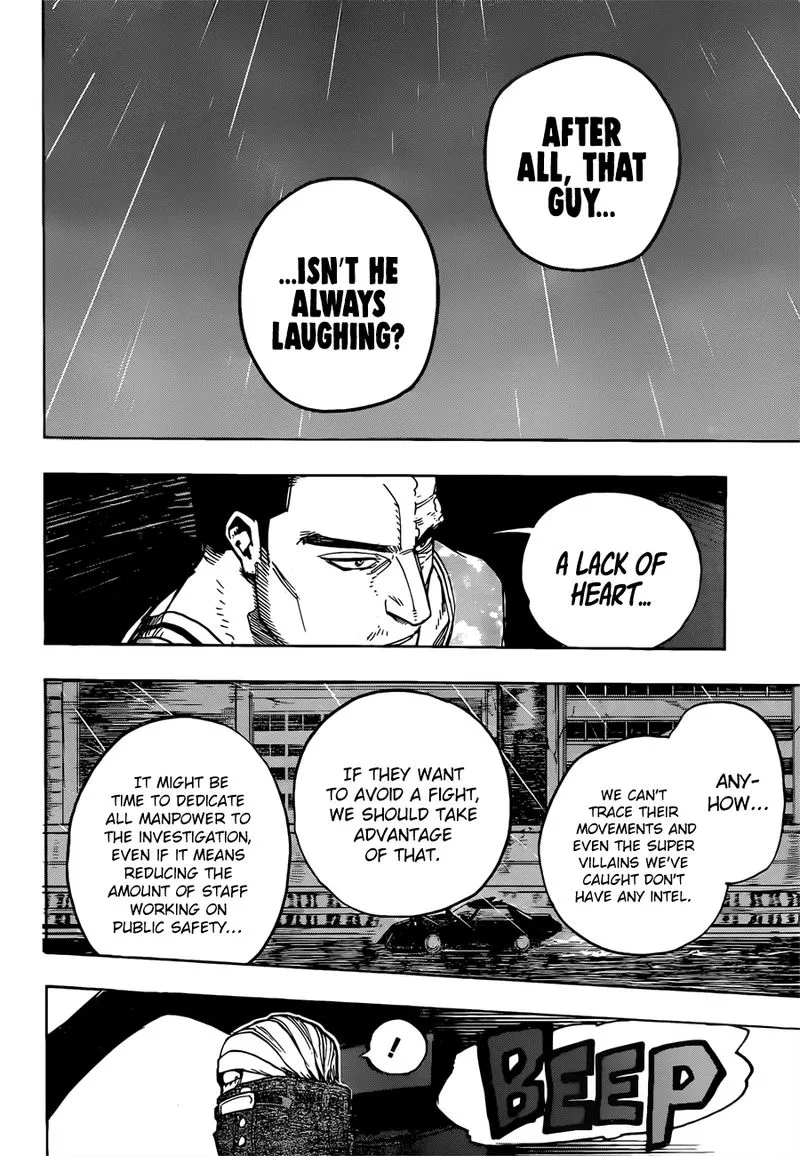 AFTER
ALL, THAT
GUY...
...ISN'T HE
ALWAYS
LAUGHING?
A LACK OF
HEART...
ANY-
HOW...
WE CAN'T
TRACE THEIR
MOVEMENTS AND
EVEN THE SUPER
VILLAINS WE'VE
CAUGHT DON'T
HAVE ANY INTEL.
IF THEY WANT
TO AVOID A FIGHT,
WE SHOULD TAKE
ADVANTAGE
OF THAT.
IT MIGHT BE
TIME TO DEDICATE
ALL MANPOWER TO
THE INVESTIGATION,
EVEN IF IT MEANS
REDUCING THE
AMOUNT OF STAFF
WORKING ON
PUBLIC SAFETY...
BEEP
!